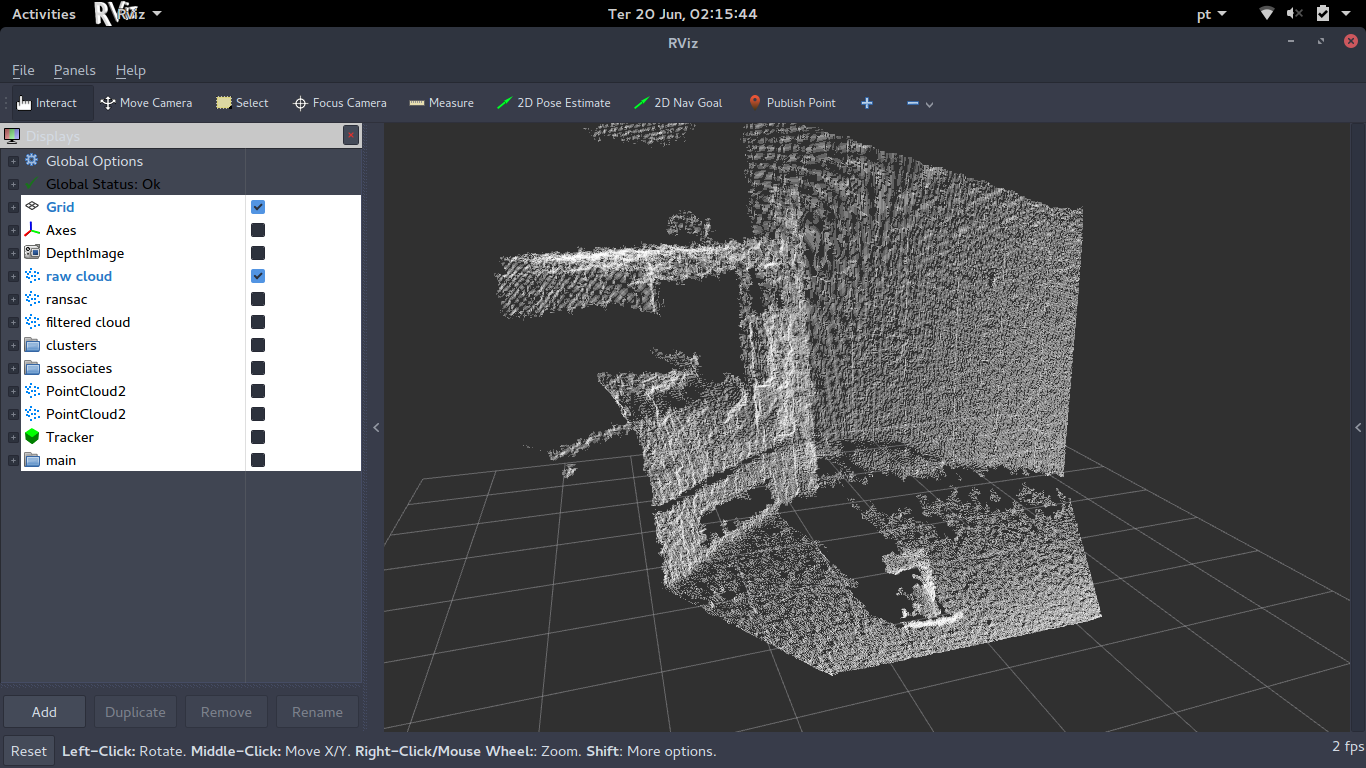 Activities RViz Ter 20 Jun, 02:15:44 pt
RViz
File Panels Help
Interact Move Camera Select Focus Camera Measure 2D Pose Estimate 2D Nav Goal Publish Point
Displays
Global Options
Global Status: Ok
Grid
Axes
DepthImage
raw cloud
ransac
filtered cloud
clusters
associates
PointCloud2
PointCloud2
Tracker
main
Add Duplicate Remove Rename
Reset Left-Click: Rotate. Middle-Click: Move X/Y. Right-Click/Mouse Wheel:: Zoom. Shift: More options. 2 fps